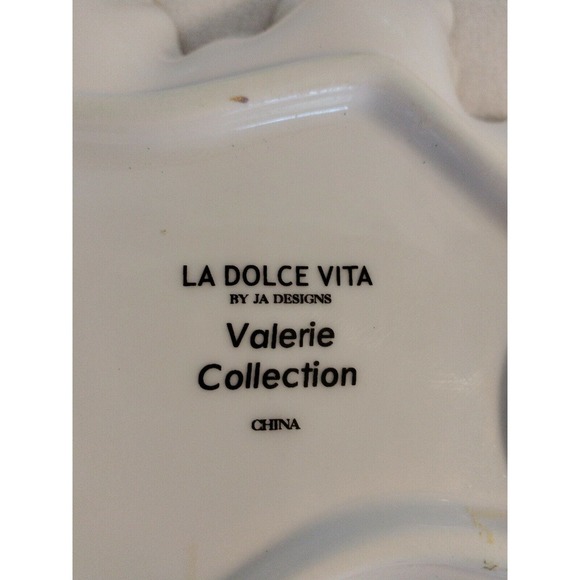 LA DOLCE VITA
BY JA DESIGNS
Valerie
Collection
CHINA